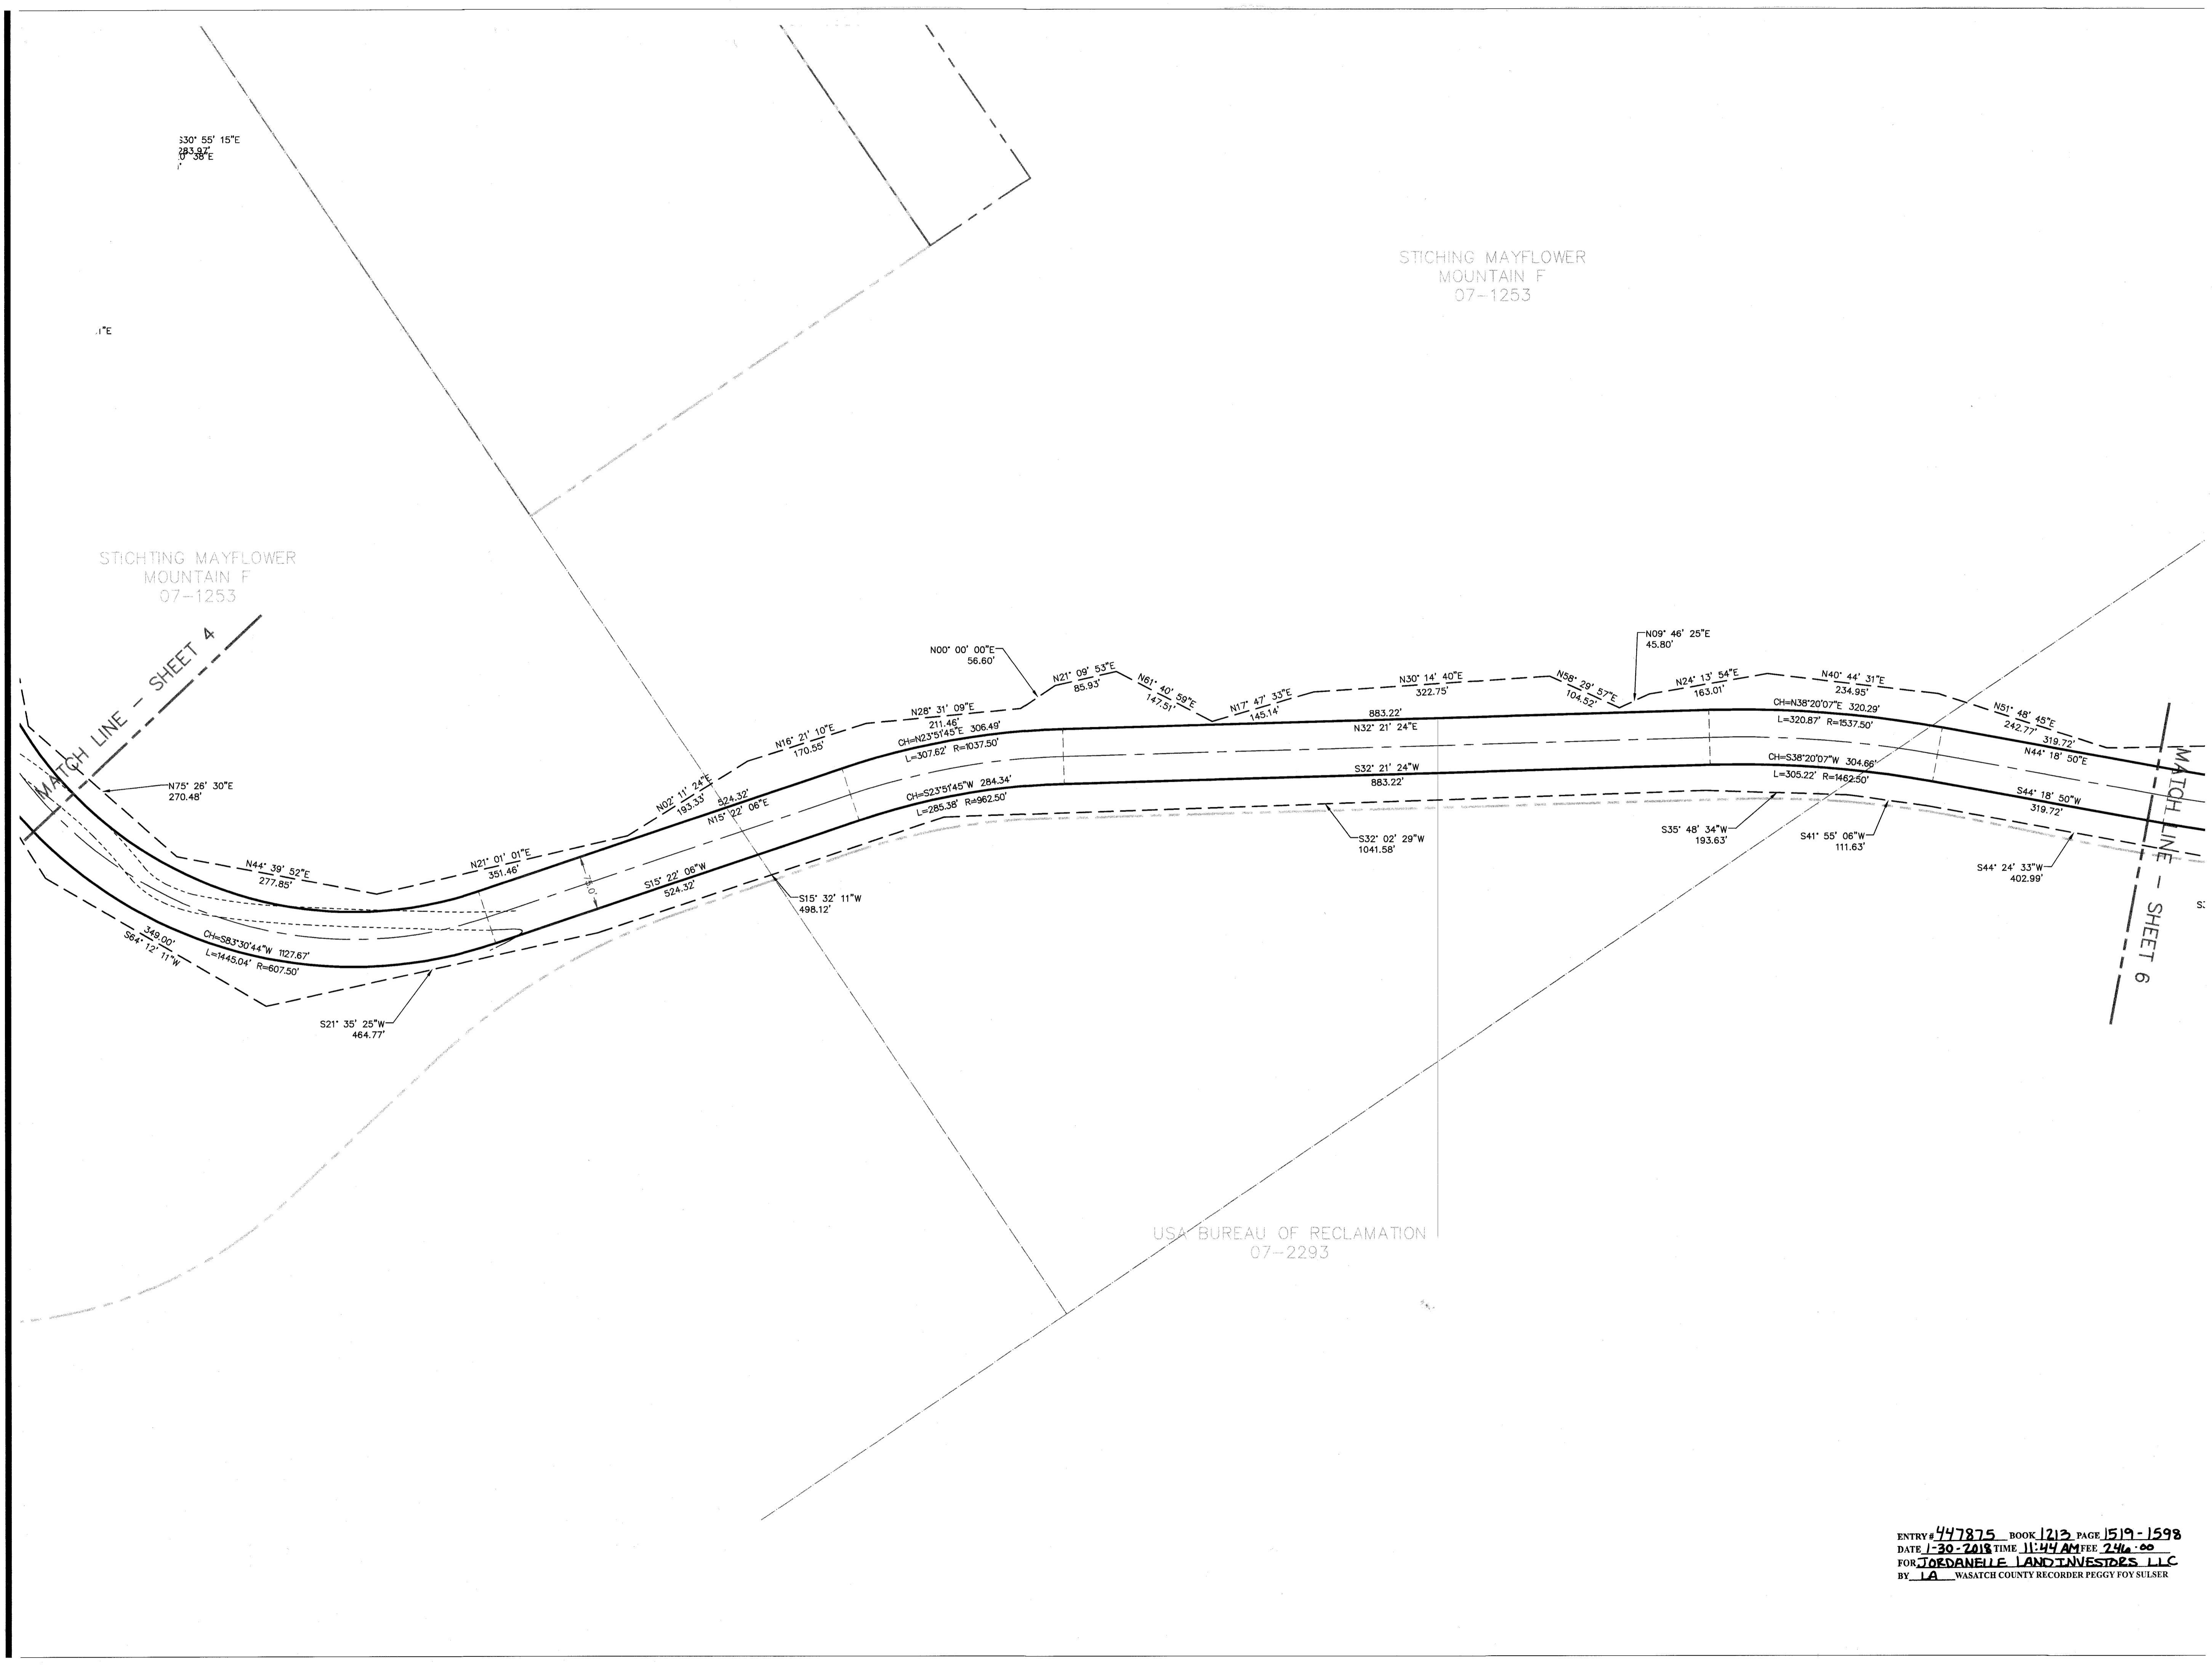 S30° 55' 15"E
283.97'
0' 38"E
1"E
STICHING MAYFLOWER
MOUNTAIN F
07-1253
STICHTING MAYFLOWER
MOUNTAIN F
07-1253
MATCH LINE - SHEET 4
N75° 26' 30"E
270.48'
N44° 39' 52"E
277.85'
349.00'
S64° 12' 11"W
CH=S83°30'44"W 1127.67'
L=1445.04' R=607.50'
S21° 35' 25"W
464.77'
N21° 01' 01"E
351.46'
75.0'
N02° 11' 24"E
193.33'
524.32'
N15° 22' 06"E
S15° 22' 06"W
524.32'
S15° 32' 11"W
498.12'
N16° 21' 10"E
170.55'
N28° 31' 09"E
211.46'
CH=N23°51'45"E 306.49'
L=307.62' R=1037.50'
CH=S23°51'45"W 284.34'
L=285.38' R=962.50'
N00° 00' 00"E
56.60'
N21° 09' 53"E
85.93'
N61° 40' 59"E
147.51'
N17° 47' 33"E
145.14'
N30° 14' 40"E
322.75'
883.22'
N32° 21' 24"E
S32° 21' 24"W
883.22'
S32° 02' 29"W
1041.58'
N58° 29' 57"E
104.52'
N09° 46' 25"E
45.80'
N24° 13' 54"E
163.01'
N40° 44' 31"E
234.95'
CH=N38°20'07"E 320.29'
L=320.87' R=1537.50'
CH=S38°20'07"W 304.66'
L=305.22' R=1462.50'
S35° 48' 34"W
193.63'
S41° 55' 06"W
111.63'
N51° 48' 45"E
242.77'
319.72'
N44° 18' 50"E
S44° 18' 50"W
319.72'
S44° 24' 33"W
402.99'
MATCH LINE - SHEET 6
USA BUREAU OF RECLAMATION
07-2293
ENTRY# 447875 BOOK 1213 PAGE 1519-1598
DATE 1-30-2018 TIME 11:44 AM FEE 246.00
FOR JORDANELLE LAND INVESTORS LLC
BY LA WASATCH COUNTY RECORDER PEGGY FOY SULSER